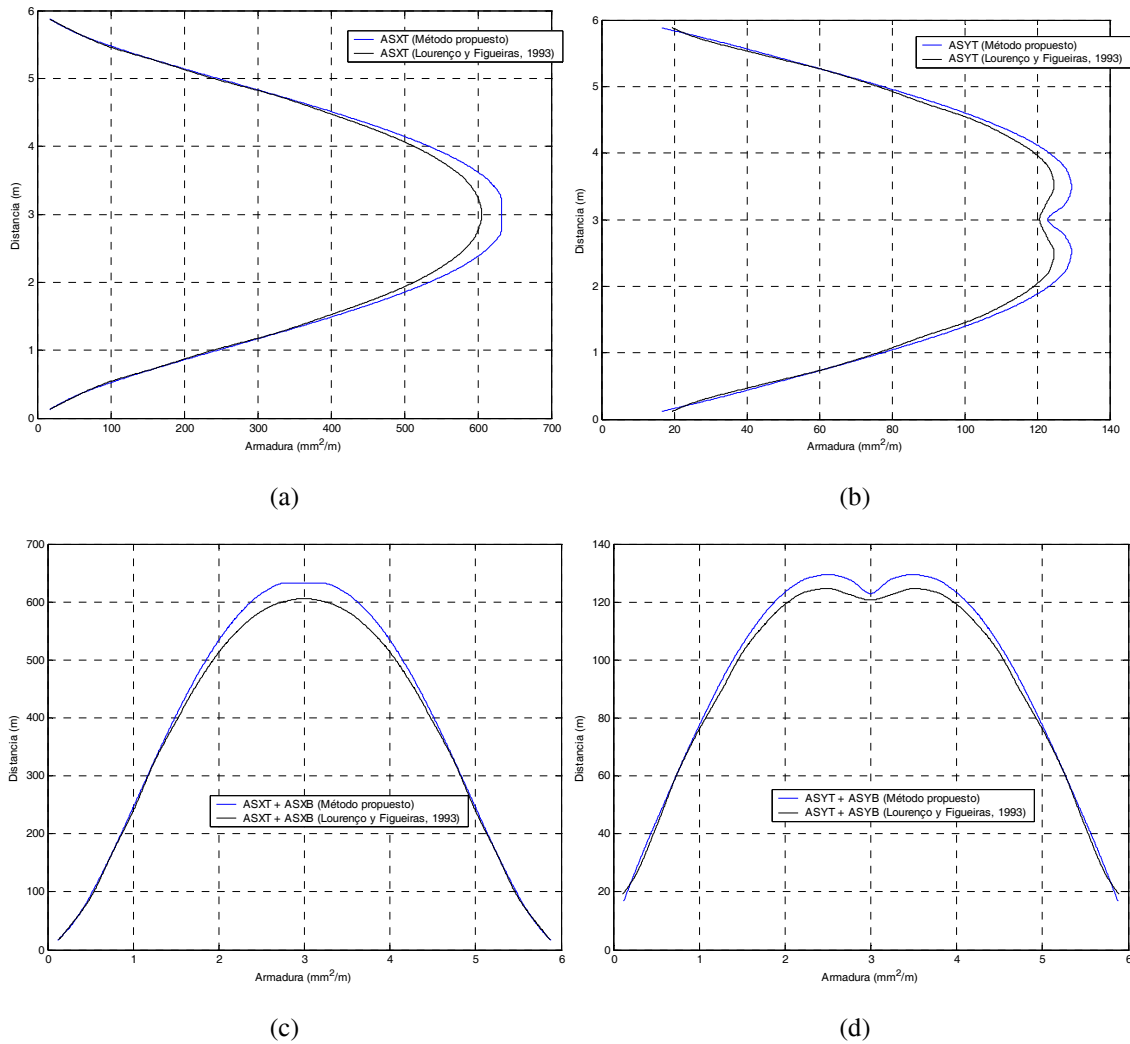 6
5
4
3
2
1
0
Distancia (m)
0 100 200 300 400 500 600 700
Armadura (mm²/m)
ASXT (Método propuesto)
ASXT (Lourenço y Figueiras, 1993)
(a)
6
5
4
3
2
1
0
Distancia (m)
0 20 40 60 80 100 120 140
Armadura (mm²/m)
ASYT (Método propuesto)
ASYT (Lourenço y Figueiras, 1993)
(b)
700
600
500
400
300
200
100
0
Distancia (m)
0 1 2 3 4 5 6
Armadura (mm²/m)
ASXT + ASXB (Método propuesto)
ASXT + ASXB (Lourenço y Figueiras, 1993)
(c)
140
120
100
80
60
40
20
0
Distancia (m)
0 1 2 3 4 5 6
Armadura (mm²/m)
ASYT + ASYB (Método propuesto)
ASYT + ASYB (Lourenço y Figueiras, 1993)
(d)